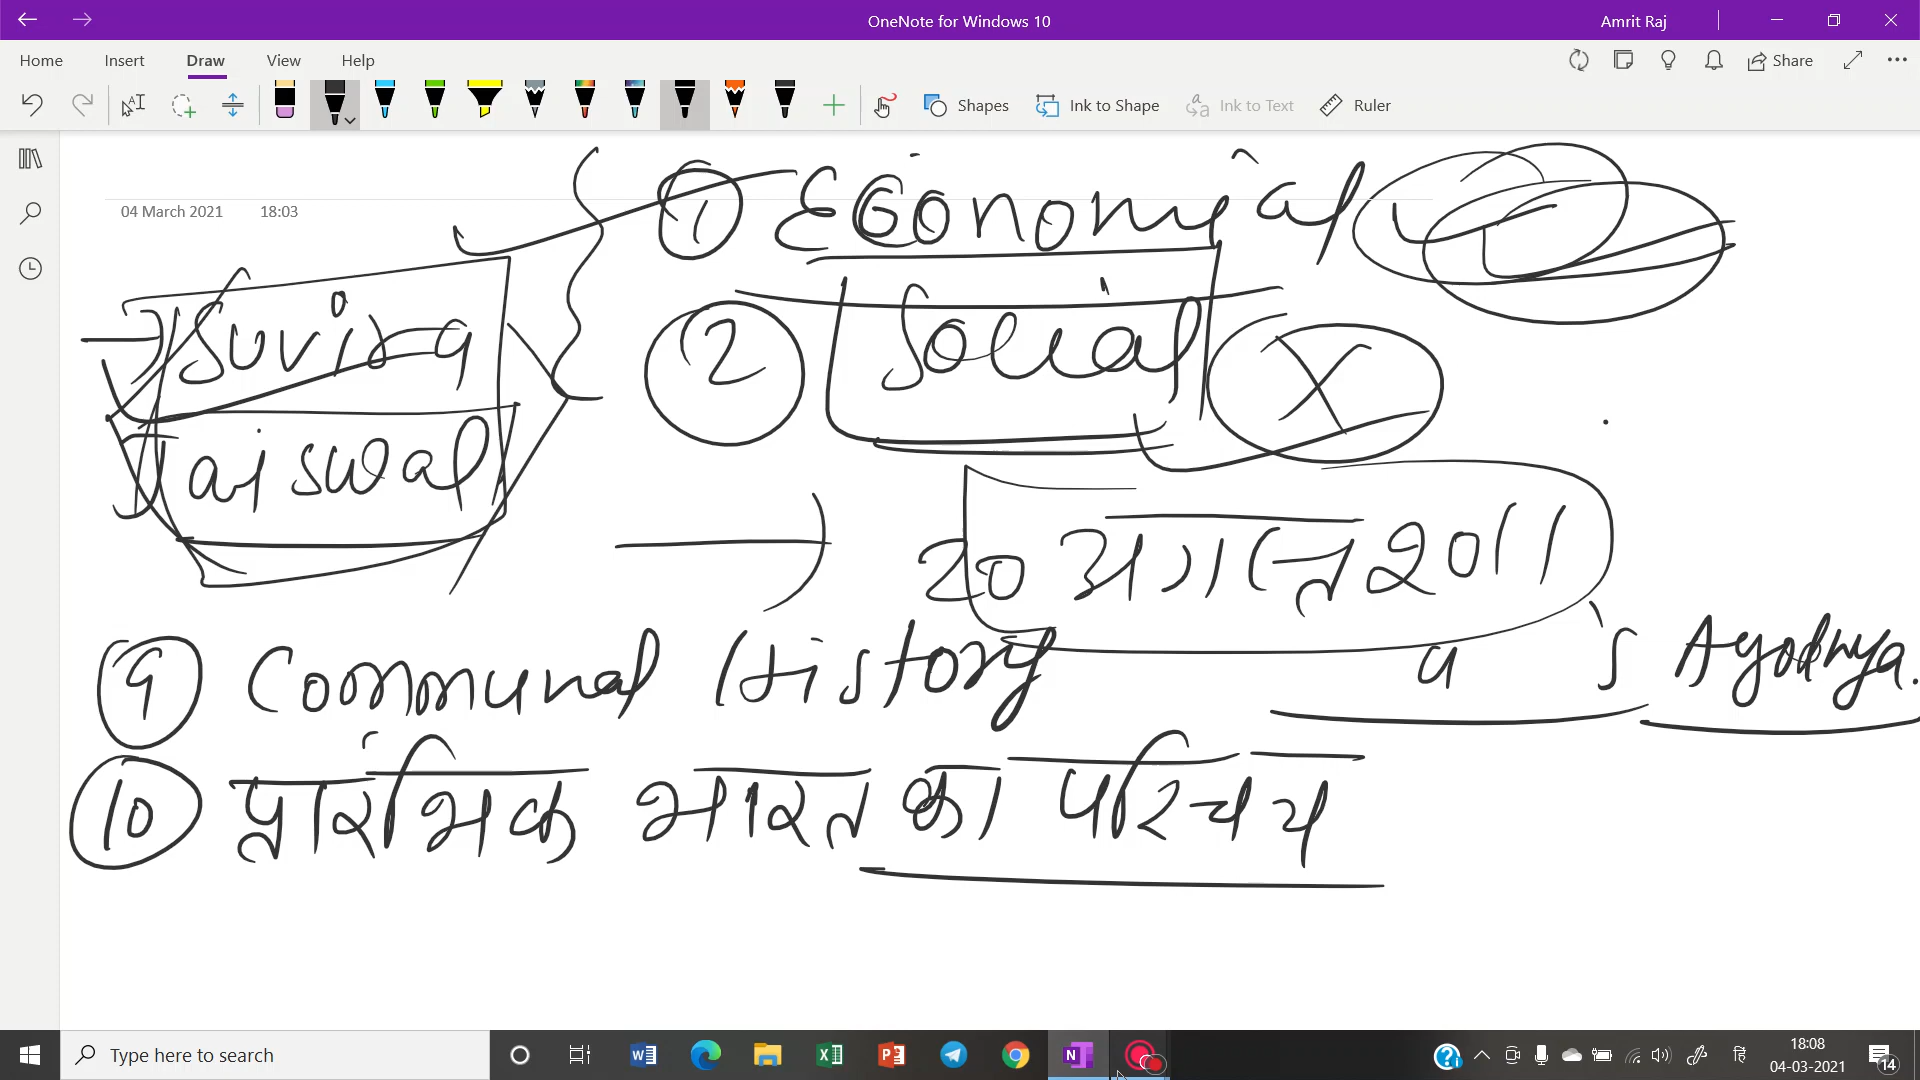 OneNote for Windows 10
Amrit Raj
Home Insert Draw View Help
Share
Shapes Ink to Shape Ink to Text Ruler
04 March 2021 18:03
① Economical
Suvira
② Social X
Jaiswal
20 अगस्त 2011
⑨ Communal History
a 's Ayodhya.
⑩ प्रारंभिक भारत का परिचय
Type here to search
हि
18:08
04-03-2021
14